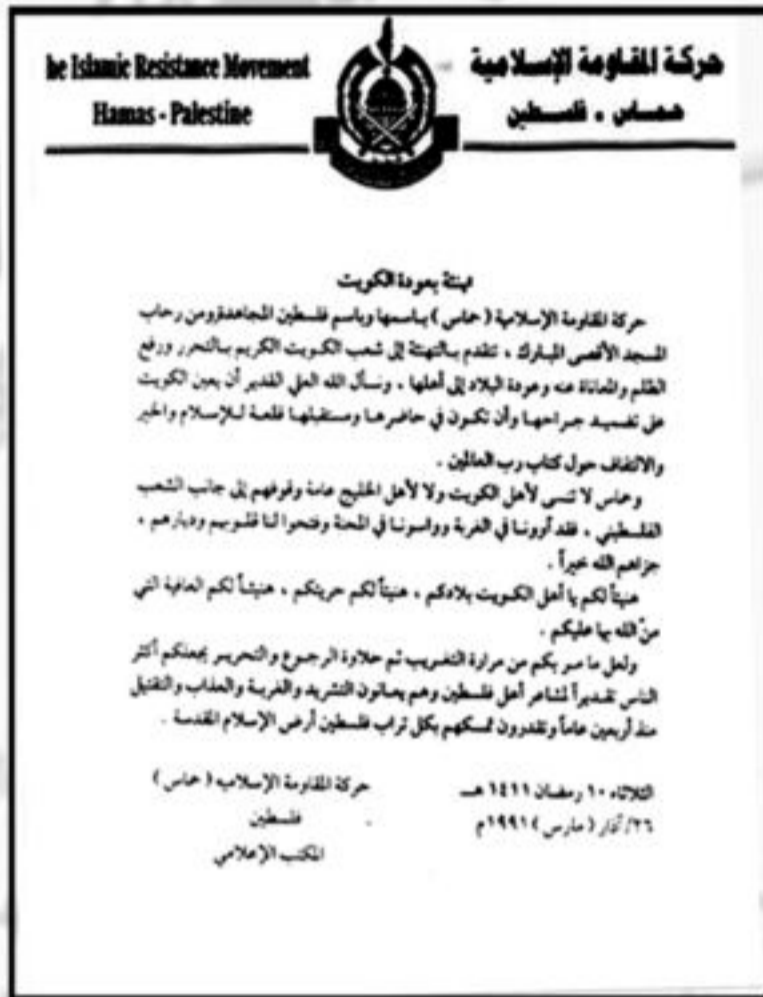 he Islamic Resistance Movement
Hamas - Palestine
حركة المقاومة الإسلامية
حماس . فلسطين
تهنئة بعودة الكويت
حركة المقاومة الإسلامية ( حماس ) باسمها وباسم فلسطين المجاهدة ومن رحاب
المسجد الأقصى المبارك ، تتقدم بالتهنئة إلى شعب الكويت الكريم بالتحرر ورفع
الظلم والمعاناة عنه وعودة البلاد إلى أهلها ، ونسأل الله العلي القدير أن يعين الكويت
على تضميد جراحها وأن تكون في حاضرها ومستقبلها قلعة للإسلام والخير
والالتفاف حول كتاب رب العالمين .
وحماس لا تنسى لأهل الكويت ولا لأهل الخليج عامة وقوفهم إلى جانب الشعب
الفلسطيني ، فقد آوونا في الغربة وواسونا في المحنة وفتحوا لنا قلوبهم وديارهم ،
جزاهم الله خيراً .
هنيئاً لكم يا أهل الكويت بلادكم ، هنيئاً لكم حريتكم ، هنيئاً لكم العافية التي
منّ الله بها عليكم .
ولعل ما مر بكم من مرارة التغريب ثم حلاوة الرجوع والتحرير يجعلكم أكثر
الناس تقديراً لمشاعر أهل فلسطين وهم يعانون التشريد والغربة والعذاب والتقتيل
منذ أربعين عاماً وتقدرون تمسكهم بكل تراب فلسطين أرض الإسلام المقدسة .
الثلاثاء ١٠ رمضان ١٤١١ هـ
٢٦/ آذار ( مارس ) ١٩٩١م
حركة المقاومة الإسلامية ( حماس )
فلسطين
المكتب الإعلامي